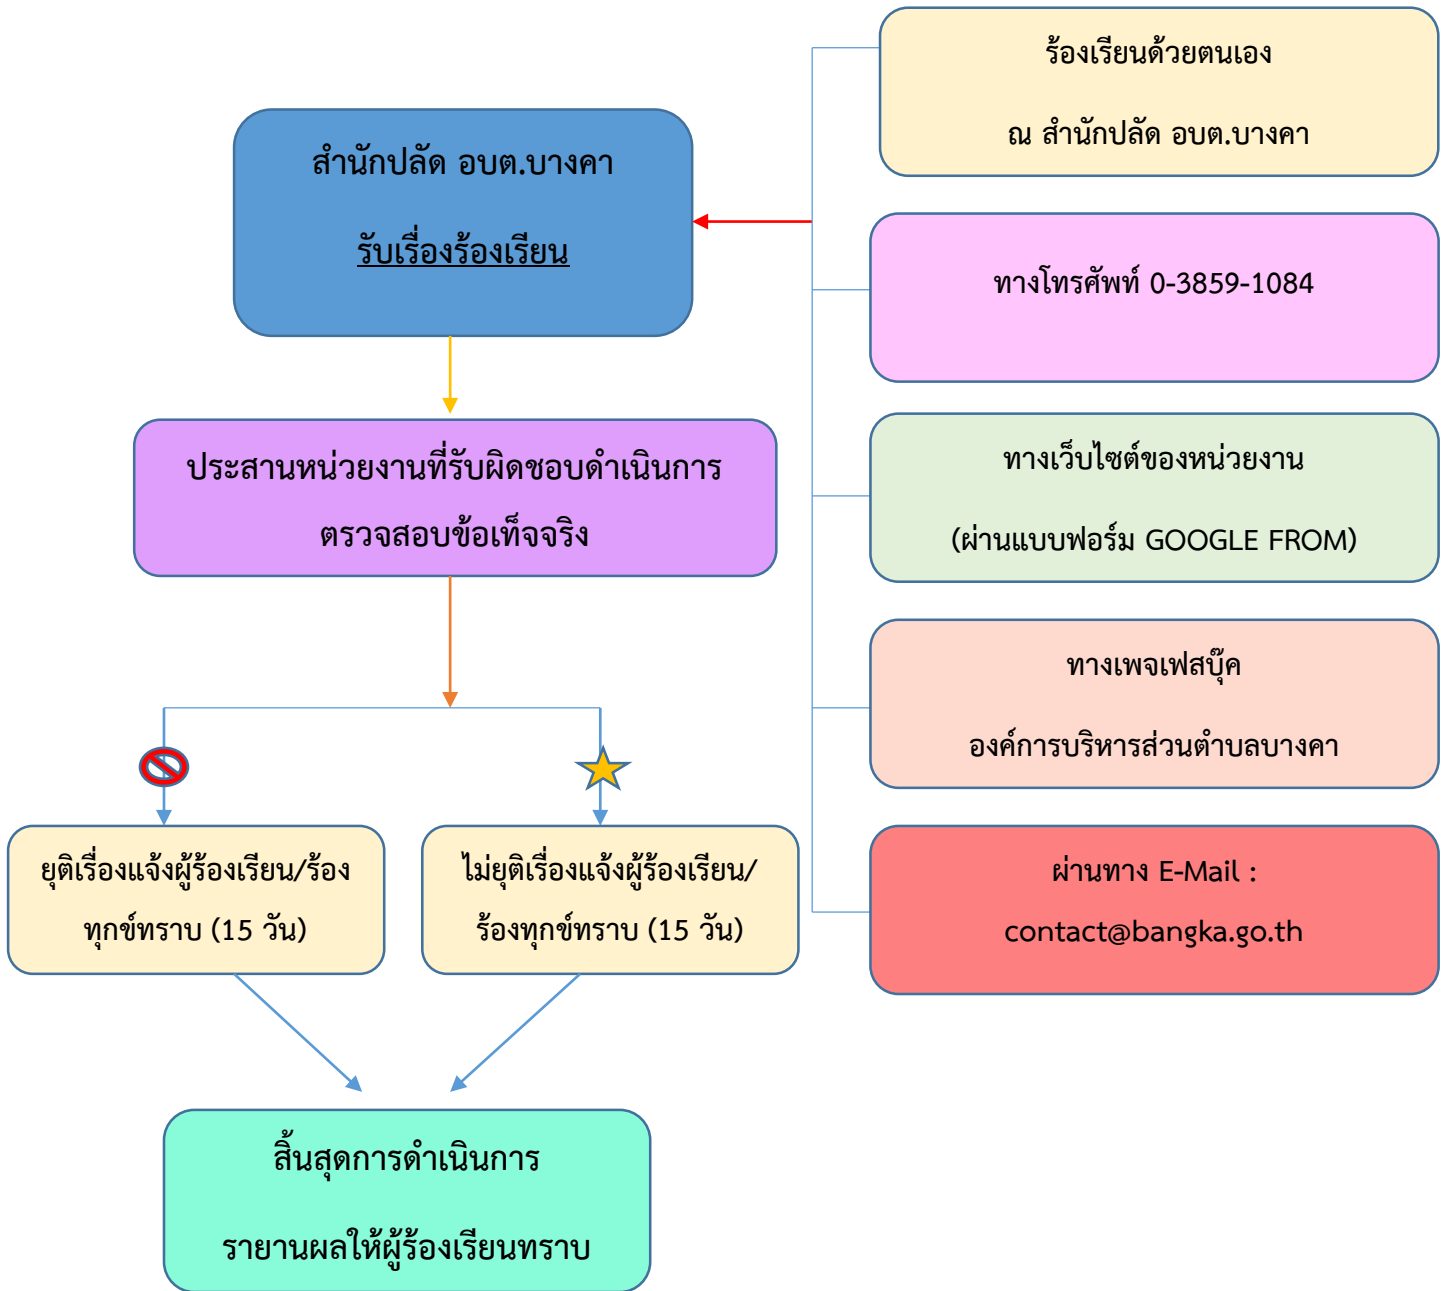 ร้องเรียนด้วยตนเอง
ณ สำนักปลัด อบต.บางคา
สำนักปลัด อบต.บางคา
รับเรื่องร้องเรียน
ทางโทรศัพท์ 0-3859-1084
ประสานหน่วยงานที่รับผิดชอบดำเนินการ
ตรวจสอบข้อเท็จจริง
ทางเว็บไซต์ของหน่วยงาน
(ผ่านแบบฟอร์ม GOOGLE FROM)
ทางเพจเฟสบุ๊ค
องค์การบริหารส่วนตำบลบางคา
ยุติเรื่องแจ้งผู้ร้องเรียน/ร้อง
ทุกข์ทราบ (15 วัน)
ไม่ยุติเรื่องแจ้งผู้ร้องเรียน/
ร้องทุกข์ทราบ (15 วัน)
ผ่านทาง E-Mail :
contact@bangka.go.th
สิ้นสุดการดำเนินการ
รายานผลให้ผู้ร้องเรียนทราบ